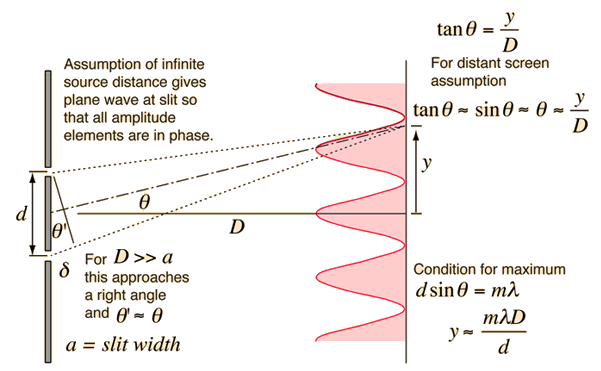 Assumption of infinite
source distance gives
plane wave at slit so
that all amplitude
elements are in phase.
tan θ = y/D
For distant screen
assumption
tan θ ≈ sin θ ≈ θ ≈ y/D
d
θ'
θ
δ
D
y
For D >> a
this approaches
a right angle
and θ' ≈ θ
a = slit width
Condition for maximum
d sin θ = mλ
y ≈ mλD/d